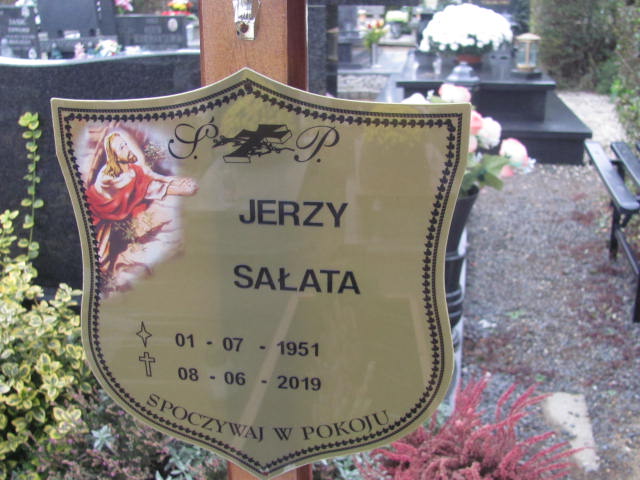 Ś. P.
JERZY
SAŁATA
01 - 07 - 1951
08 - 06 - 2019
SPOCZYWAJ W POKOJU